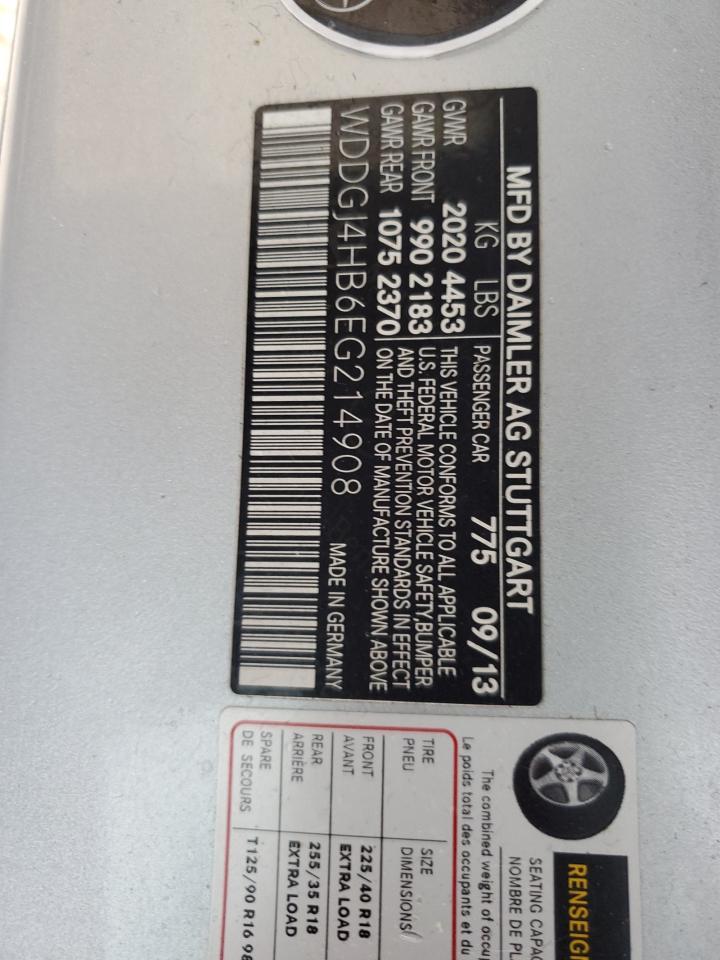 MFD BY DAIMLER AG STUTTGART
KG LBS PASSENGER CAR 775 09/13
GVWR 2020 4453
GAWR FRONT 990 2183
GAWR REAR 1075 2370
THIS VEHICLE CONFORMS TO ALL APPLICABLE
U.S. FEDERAL MOTOR VEHICLE SAFETY,BUMPER
AND THEFT PREVENTION STANDARDS IN EFFECT
ON THE DATE OF MANUFACTURE SHOWN ABOVE
WDDGJ4HB6EG214908 MADE IN GERMANY
SEATING CAPAC
NOMBRE DE PL
The combined weight of occup
Le poids total des occupants et du
TIRE SIZE
PNEU DIMENSIONS
FRONT 225/40 R18
AVANT EXTRA LOAD
REAR 255/35 R18
ARRIÈRE EXTRA LOAD
SPARE T125/90 R16 98
DE SECOURS